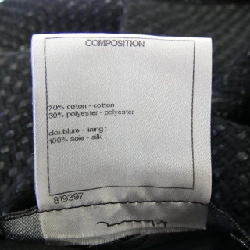 COMPOSITION
70% coton - cotton
30% polyester - polyester
doublure - lining :
100% soie - silk